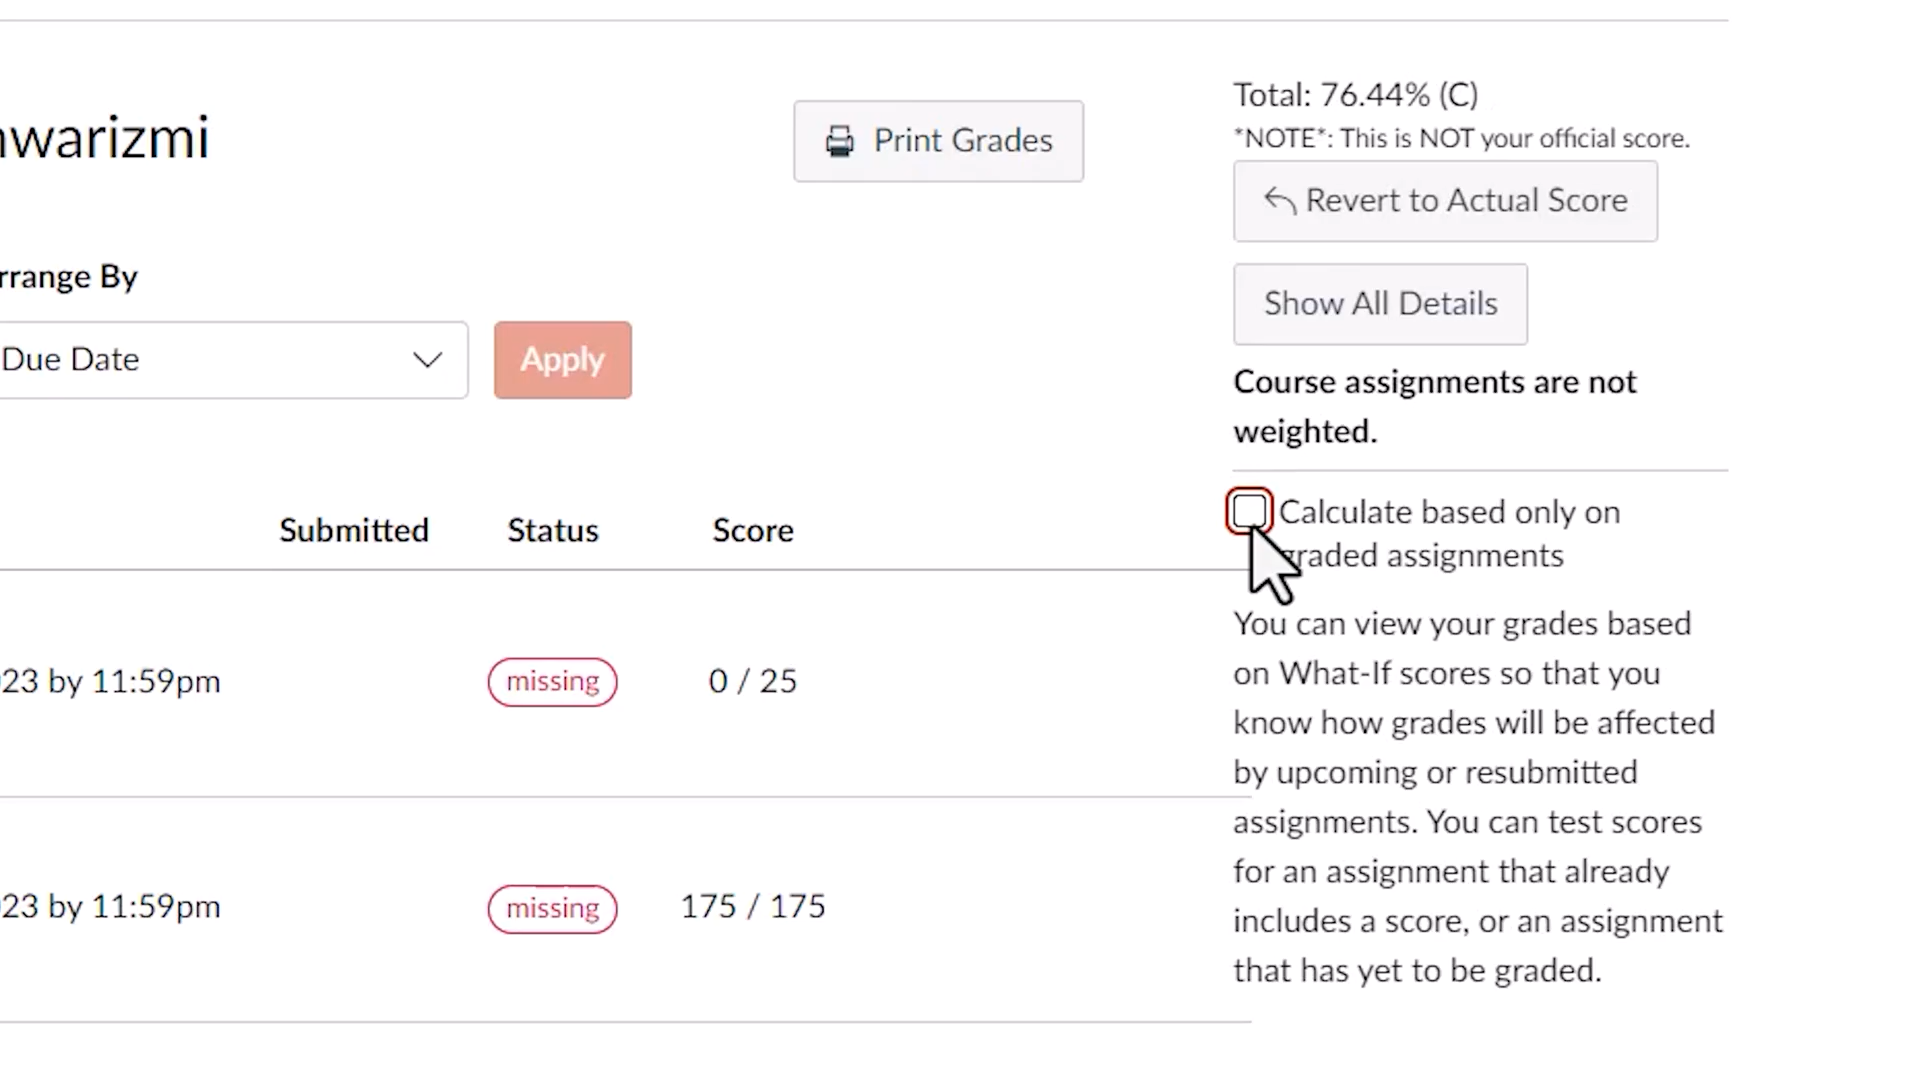 hwarizmi
Print Grades
Total: 76.44% (C)
*NOTE*: This is NOT your official score.
Revert to Actual Score
Show All Details
Course assignments are not
weighted.
rrange By
Due Date
Apply
Submitted Status Score
23 by 11:59pm missing 0 / 25
23 by 11:59pm missing 175 / 175
Calculate based only on
graded assignments
You can view your grades based
on What-If scores so that you
know how grades will be affected
by upcoming or resubmitted
assignments. You can test scores
for an assignment that already
includes a score, or an assignment
that has yet to be graded.